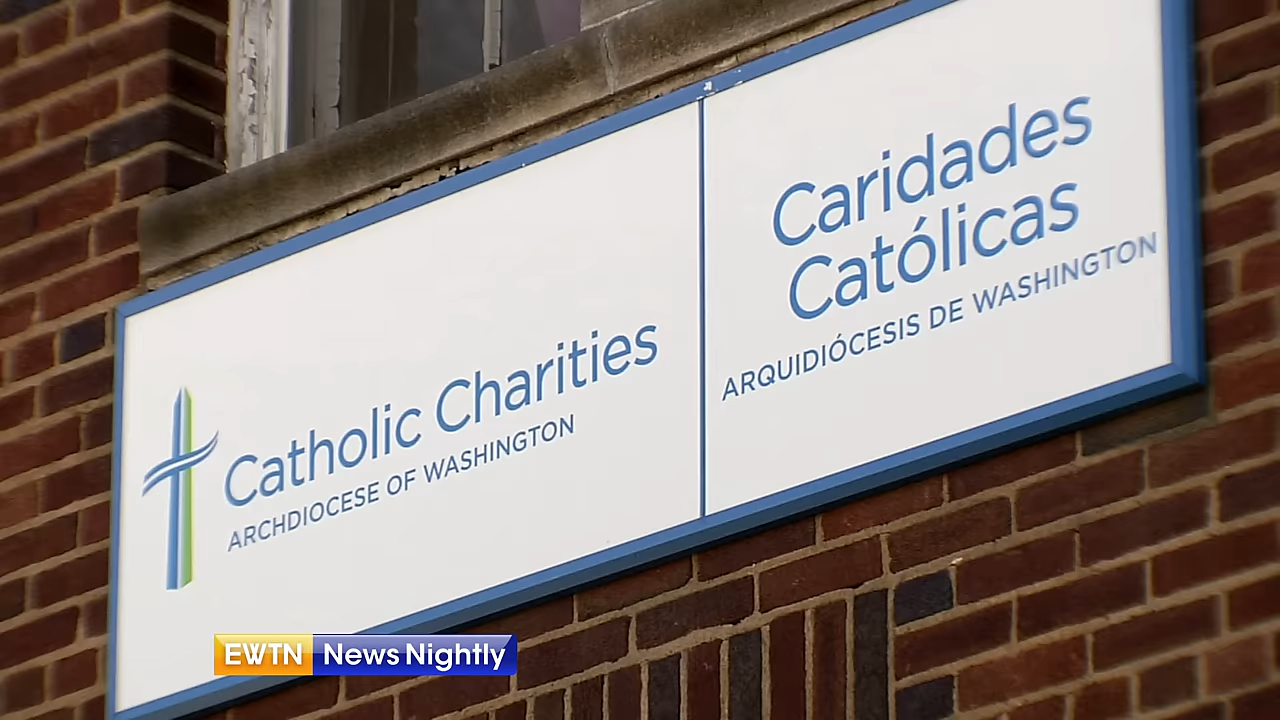 Catholic Charities
ARCHDIOCESE OF WASHINGTON
Caridades
Católicas
ARQUIDIÓCESIS DE WASHINGTON
EWTN News Nightly